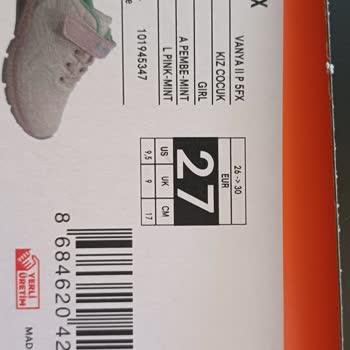 X
VANYA II P 5FX
KIZ COCUK
GIRL
A PEMBE-MINT
L PINK-MINT
101945347
26 -> 30
EUR
27
US UK CM
9,5 9 17
8 684620 42
YERLİ
ÜRETİM
MAD